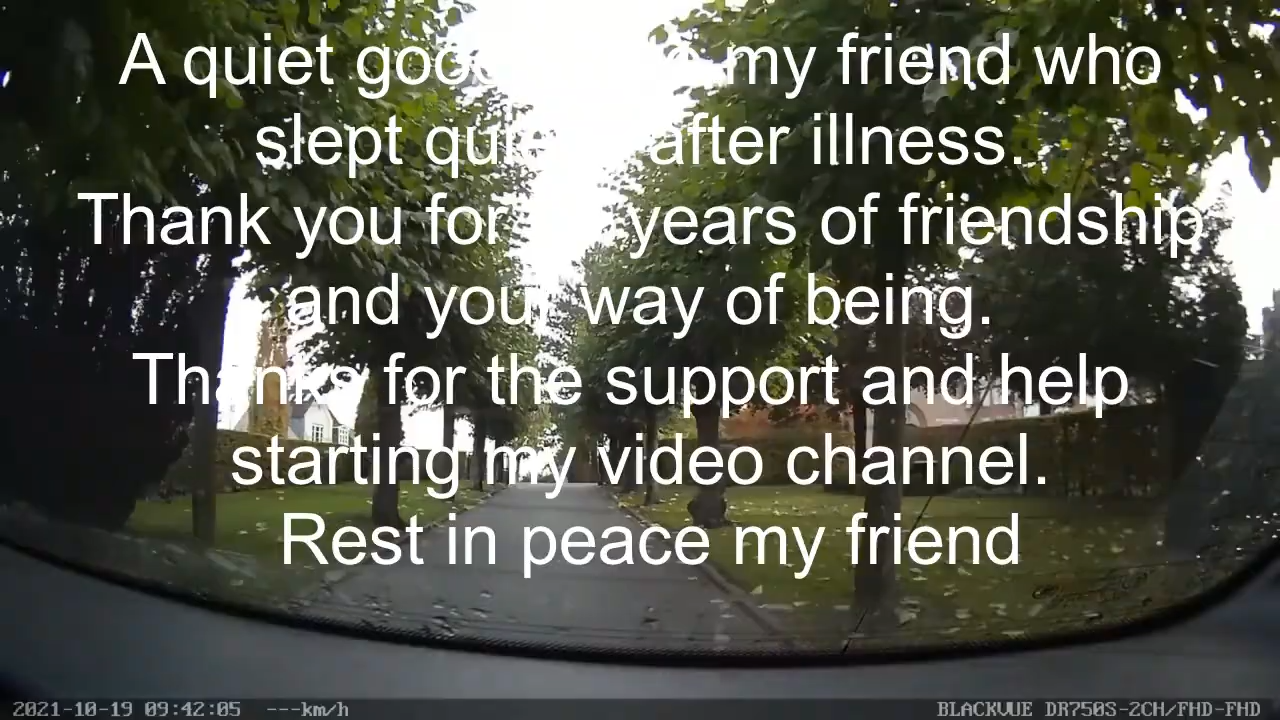 A quiet my friend who
slept after illness.
Thank you for years of friendship
and your way of being.
Thanks for the support and help
starting my video channel.
Rest in peace my friend
2021-10-19 09:42:05 ---km/h
BLACKVUE DR750S-2CH/FHD-FHD